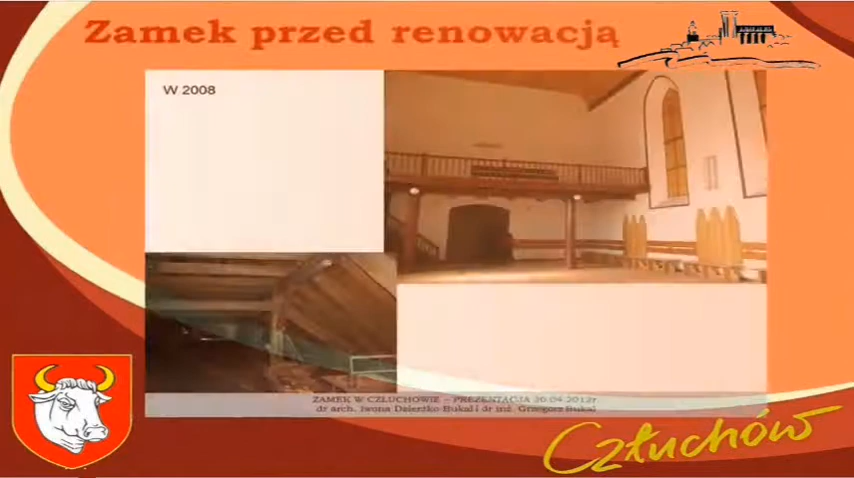 Zamek przed renowacją
W 2008
ZAMEK W CZŁUCHOWIE – PREZENTACJA 30.04.2012r
dr arch. Iwona Dzierżko Bukal i dr inż. Grzegorz Bukal
Człuchów